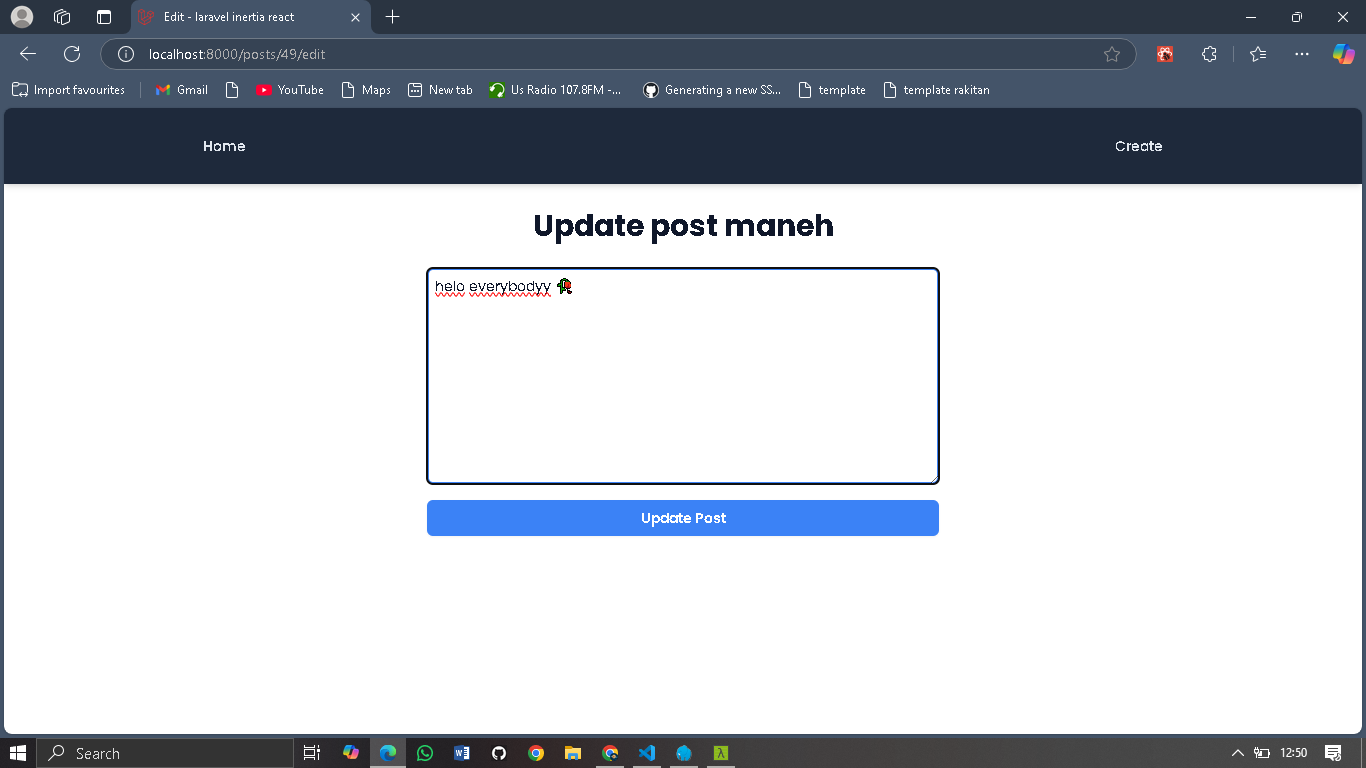 Edit - laravel inertia react
localhost:8000/posts/49/edit
Import favourites
Gmail
YouTube
Maps
New tab
Us Radio 107.8FM -...
Generating a new SS...
template
template rakitan
Home
Create
Update post maneh
helo everybodyy 🥀
Update Post
Search
12:50